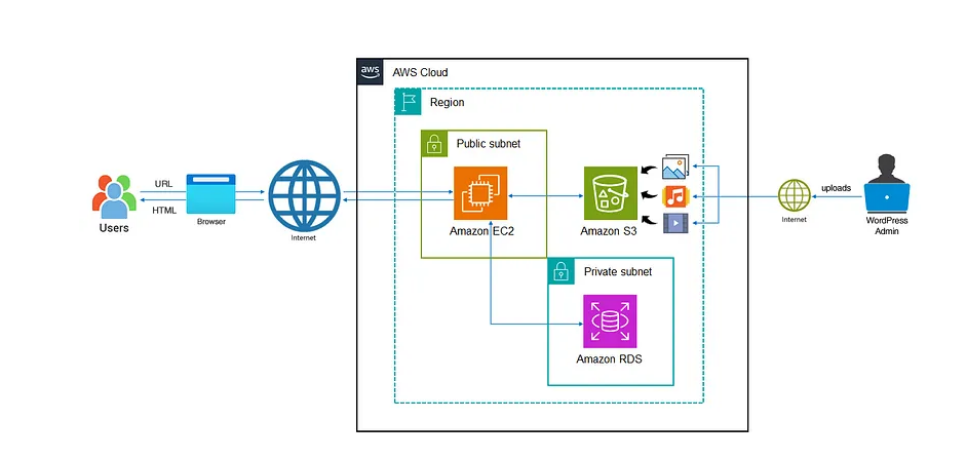 aws
AWS Cloud
Region
Public subnet
URL
HTML
Users
Browser
Internet
Amazon EC2
Amazon S3
Internet
uploads
WordPress
Admin
Private subnet
Amazon RDS